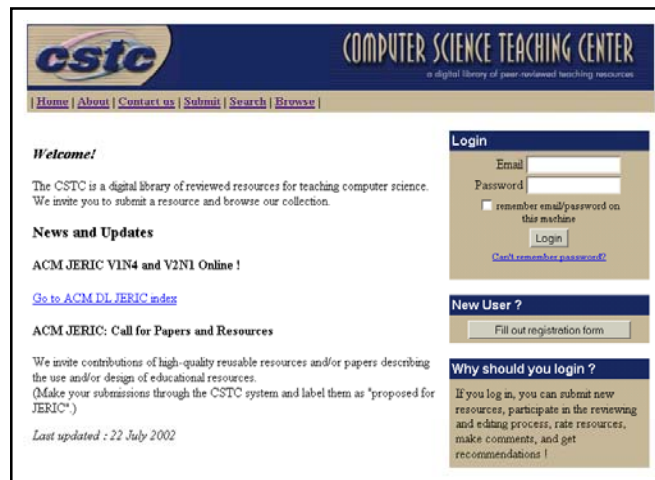 cstc
COMPUTER SCIENCE TEACHING CENTER
a digital library of peer-reviewed teaching resources
| Home | About | Contact us | Submit | Search | Browse |
Welcome!
The CSTC is a digital library of reviewed resources for teaching computer science.
We invite you to submit a resource and browse our collection.
News and Updates
ACM JERIC V1N4 and V2N1 Online !
Go to ACM DL JERIC index
ACM JERIC: Call for Papers and Resources
We invite contributions of high-quality reusable resources and/or papers describing
the use and/or design of educational resources.
(Make your submissions through the CSTC system and label them as "proposed for
JERIC".)
Last updated : 22 July 2002
Login
Email
Password
remember email/password on
this machine
Login
Can't remember password?
New User ?
Fill out registration form
Why should you login ?
If you log in, you can submit new
resources, participate in the reviewing
and editing process, rate resources,
make comments, and get
recommendations !